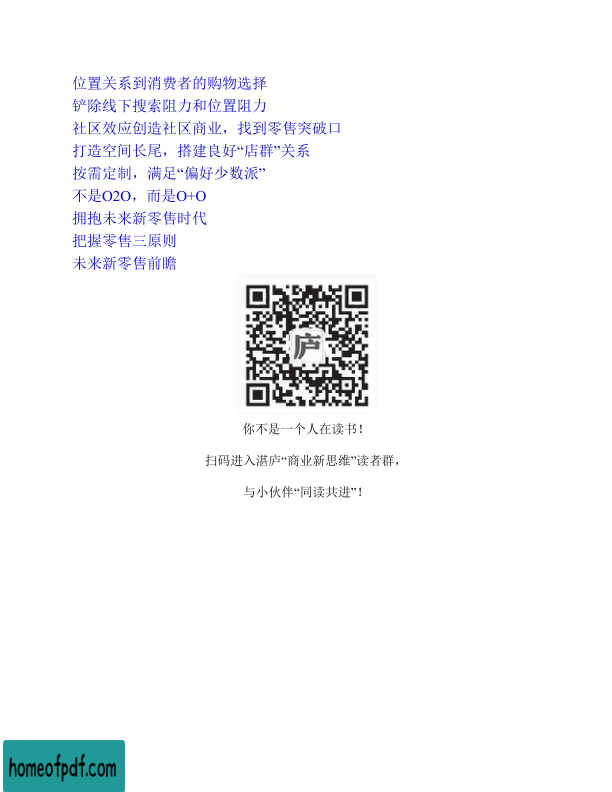 位置关系到消费者的购物选择
铲除线下搜索阻力和位置阻力
社区效应创造社区商业，找到零售突破口
打造空间长尾，搭建良好“店群”关系
按需定制，满足“偏好少数派”
不是O2O，而是O+O
拥抱未来新零售时代
把握零售三原则
未来新零售前瞻
庐
你不是一个人在读书！
扫码进入湛庐“商业新思维”读者群，
与小伙伴“同读共进”！
homeofpdf.com